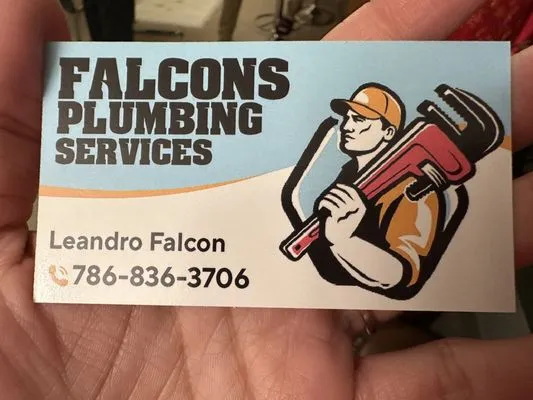 FALCONS
PLUMBING
SERVICES
Leandro Falcon
786-836-3706